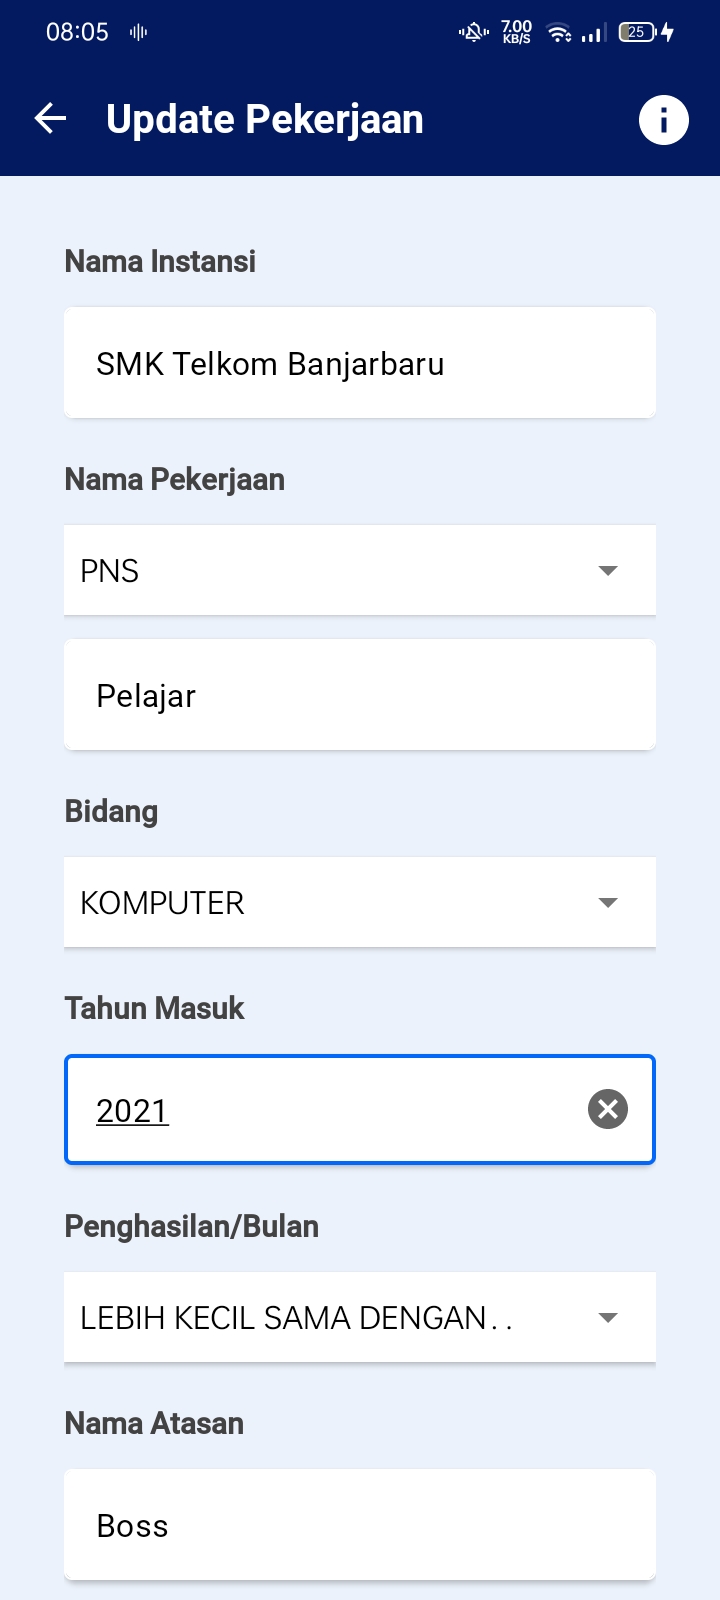 08:05
7.00
KB/S
25
Update Pekerjaan
Nama Instansi
SMK Telkom Banjarbaru
Nama Pekerjaan
PNS
Pelajar
Bidang
KOMPUTER
Tahun Masuk
2021
Penghasilan/Bulan
LEBIH KECIL SAMA DENGAN..
Nama Atasan
Boss